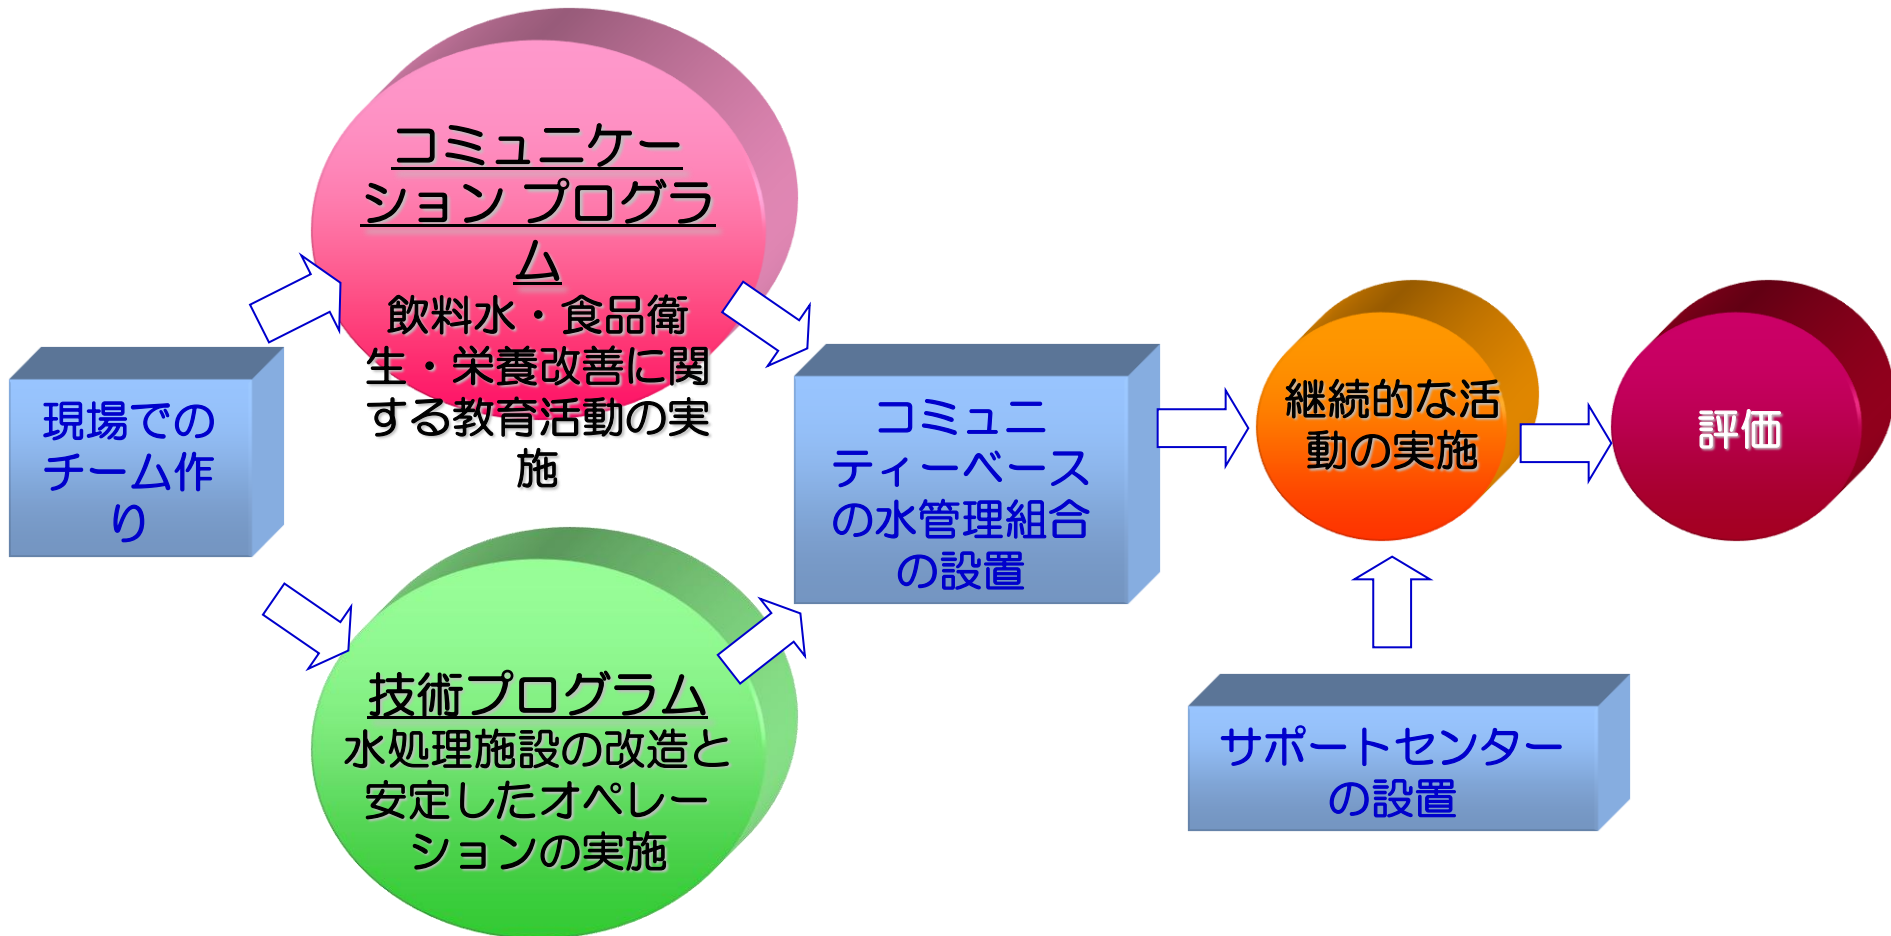 現場での
チーム作
り
コミュニケー
ション プログラ
ム
飲料水・食品衛
生・栄養改善に関
する教育活動の実
施
技術プログラム
水処理施設の改造と
安定したオペレー
ションの実施
コミュニ
ティーベース
の水管理組合
の設置
継続的な活
動の実施
評価
サポートセンター
の設置